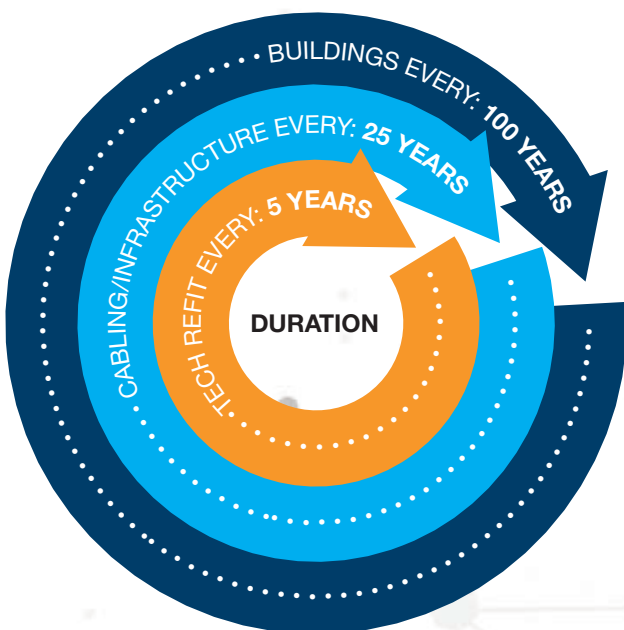 BUILDINGS EVERY: 100 YEARS
CABLING/INFRASTRUCTURE EVERY: 25 YEARS
TECH REFIT EVERY: 5 YEARS
DURATION